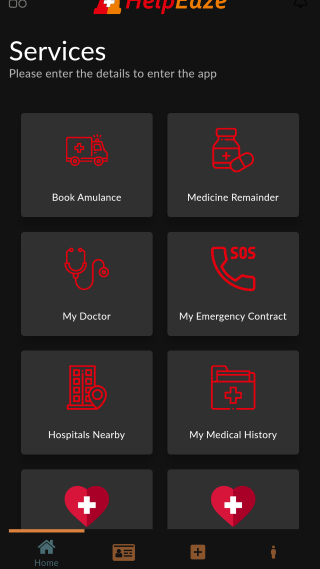 HelpEaze
Services
Please enter the details to enter the app
Book Amulance
Medicine Remainder
My Doctor
SOS
My Emergency Contract
Hospitals Nearby
My Medical History
Home